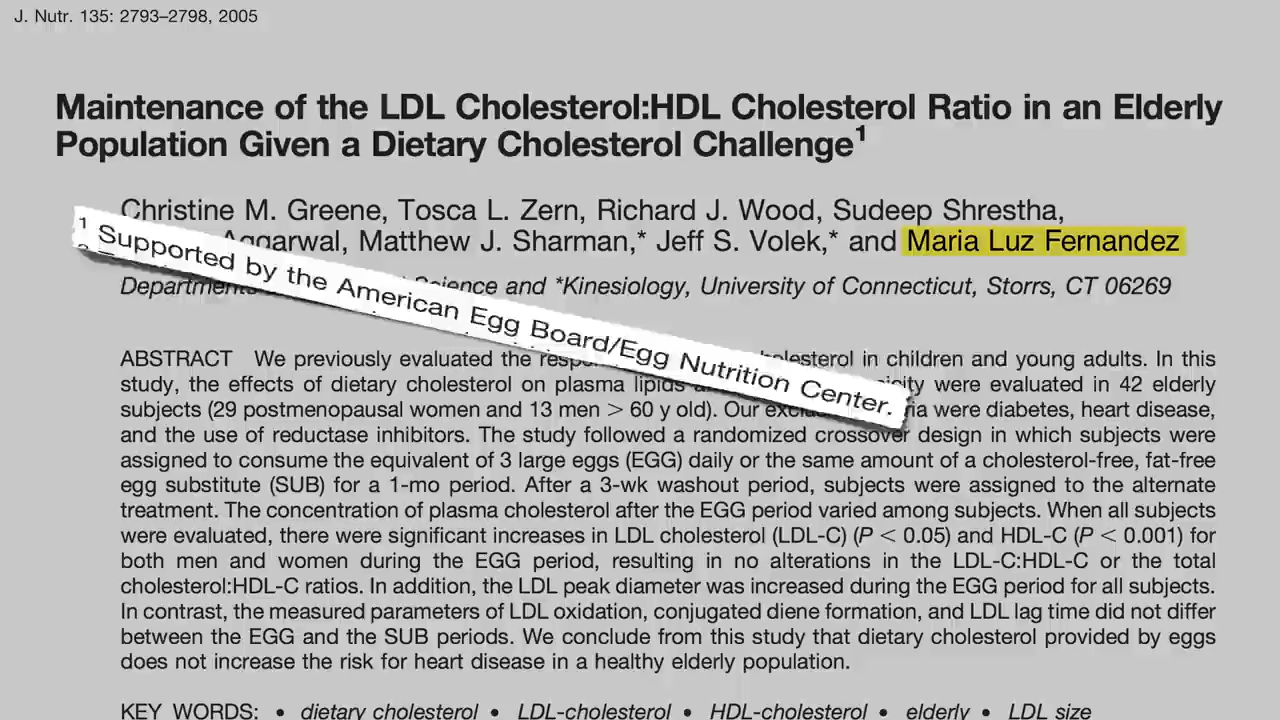 J. Nutr. 135: 2793–2798, 2005
Maintenance of the LDL Cholesterol:HDL Cholesterol Ratio in an Elderly
Population Given a Dietary Cholesterol Challenge¹
Christine M. Greene, Tosca L. Zern, Richard J. Wood, Sudeep Shrestha,
Aggarwal, Matthew J. Sharman,* Jeff S. Volek,* and Maria Luz Fernandez
¹ Supported by the American Egg Board/Egg Nutrition Center.
and *Kinesiology, University of Connecticut, Storrs, CT 06269
ABSTRACT We previously evaluated the in children and young adults. In this
study, the effects of dietary cholesterol on plasma lipids were evaluated in 42 elderly
subjects (29 postmenopausal women and 13 men > 60 y old). Our were diabetes, heart disease,
and the use of reductase inhibitors. The study followed a randomized crossover design in which subjects were
assigned to consume the equivalent of 3 large eggs (EGG) daily or the same amount of a cholesterol-free, fat-free
egg substitute (SUB) for a 1-mo period. After a 3-wk washout period, subjects were assigned to the alternate
treatment. The concentration of plasma cholesterol after the EGG period varied among subjects. When all subjects
were evaluated, there were significant increases in LDL cholesterol (LDL-C) (P < 0.05) and HDL-C (P < 0.001) for
both men and women during the EGG period, resulting in no alterations in the LDL-C:HDL-C or the total
cholesterol:HDL-C ratios. In addition, the LDL peak diameter was increased during the EGG period for all subjects.
In contrast, the measured parameters of LDL oxidation, conjugated diene formation, and LDL lag time did not differ
between the EGG and the SUB periods. We conclude from this study that dietary cholesterol provided by eggs
does not increase the risk for heart disease in a healthy elderly population.
KEY WORDS: • dietary cholesterol • LDL-cholesterol • HDL-cholesterol • elderly • LDL size